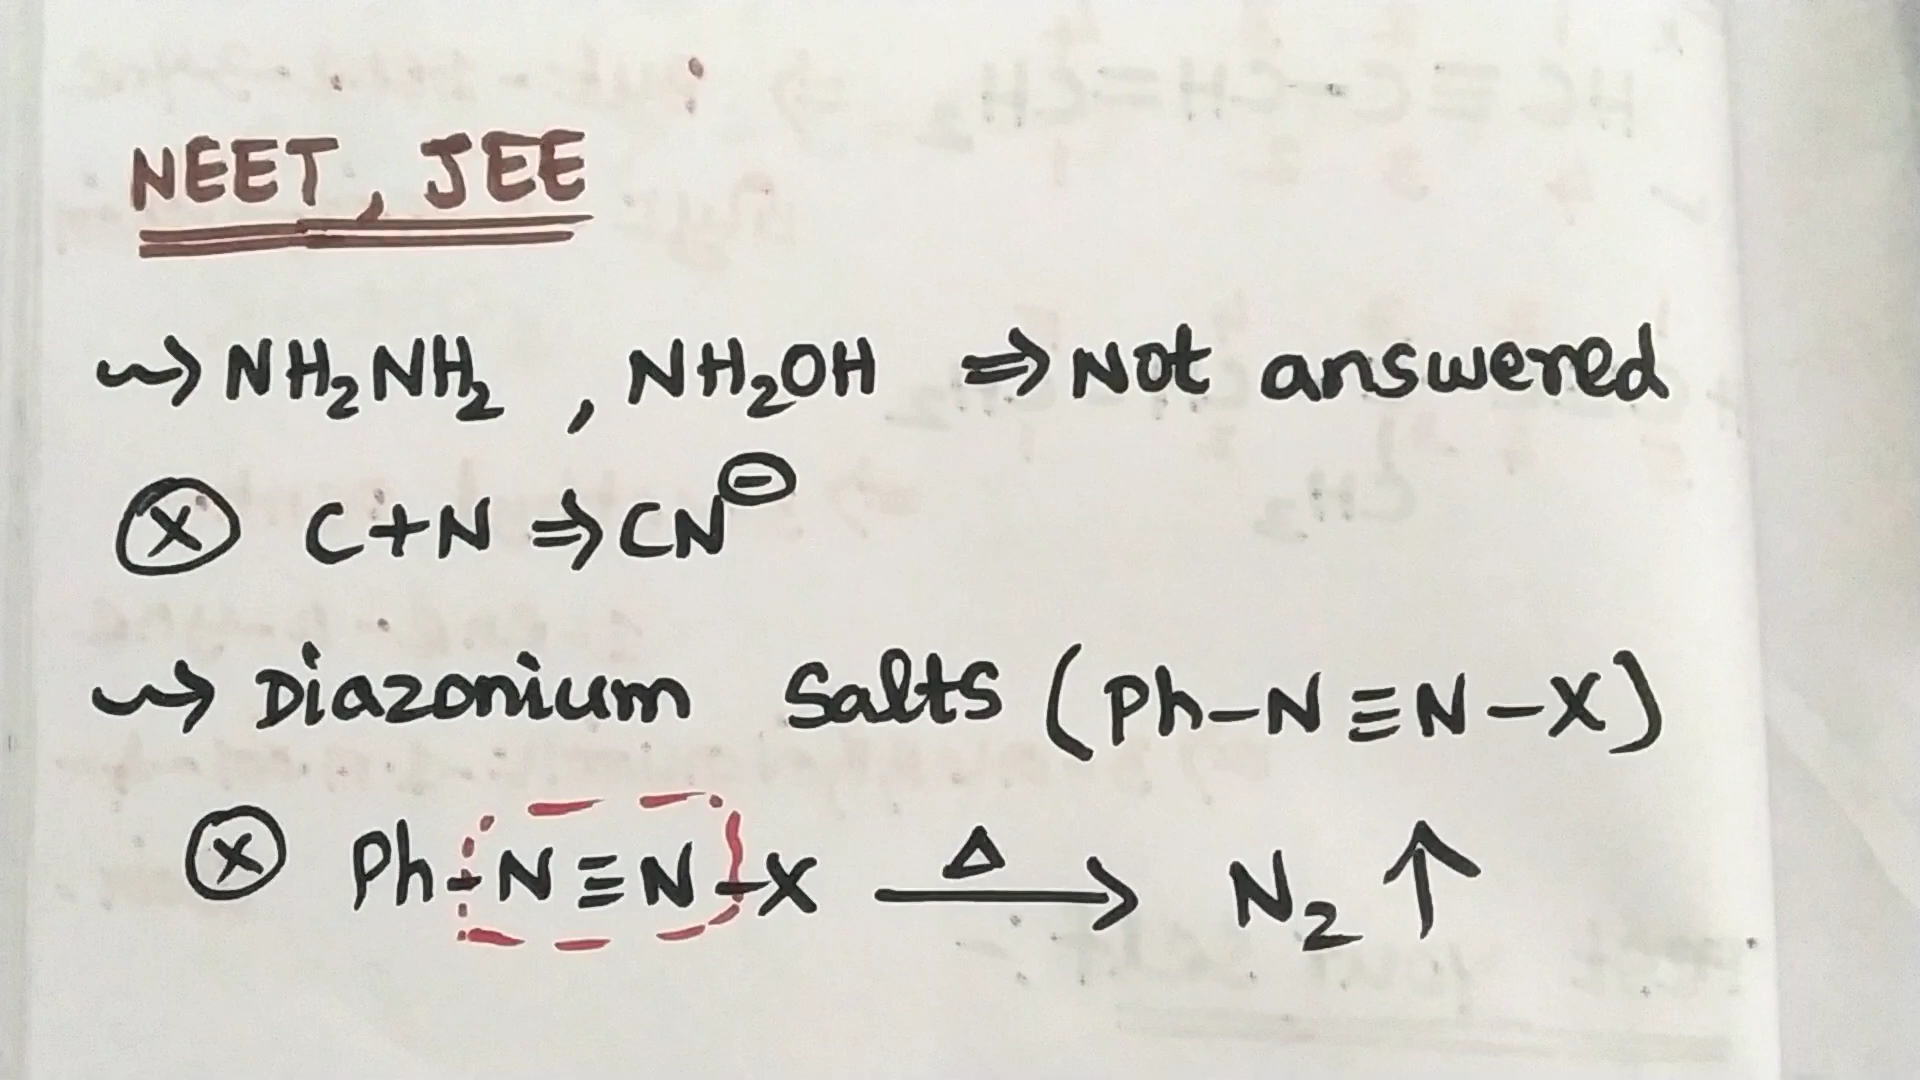 NEET, JEE
⇝ NH₂NH₂ , NH₂OH ⇒ Not answered
ⓧ C+N ⇒ CN⊖
⇝ Diazonium Salts (Ph–N≡N–X)
ⓧ Ph–N≡N–X –Δ→ N₂↑